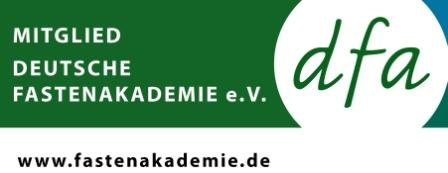 MITGLIED
DEUTSCHE
FASTENAKADEMIE e.V.
dfa
www.fastenakademie.de